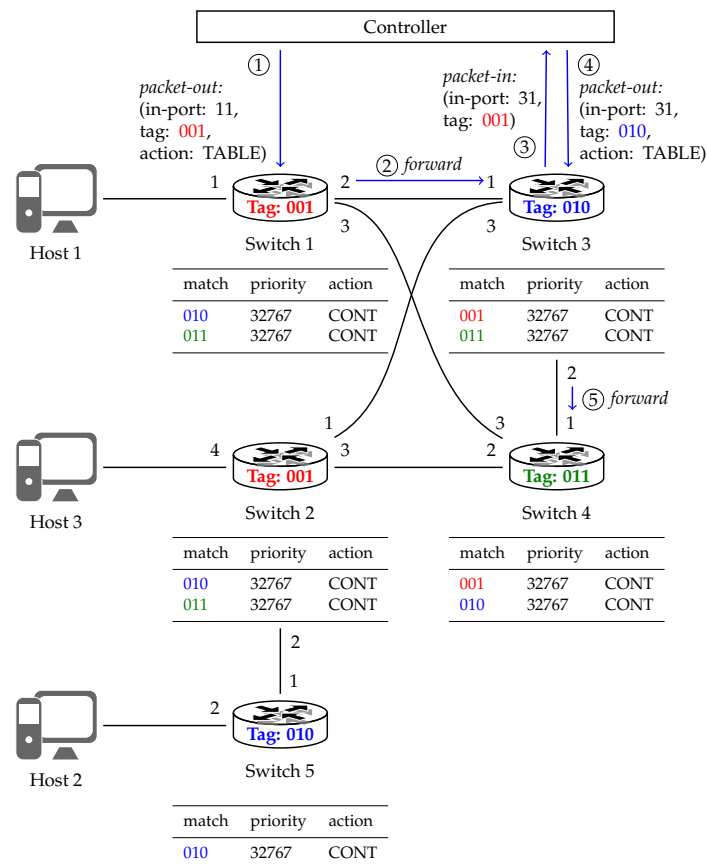 Controller
①
④
packet-out:
(in-port: 11,
tag: 001,
action: TABLE)
packet-in:
(in-port: 31,
tag: 001)
③
packet-out:
(in-port: 31,
tag: 010,
action: TABLE)
② forward
1
2
1
Tag: 001
Tag: 010
3
3
Host 1
Switch 1
Switch 3
match priority action
010 32767 CONT
011 32767 CONT
match priority action
001 32767 CONT
011 32767 CONT
2
⑤ forward
1
1
3
4
3
2
Tag: 001
Tag: 011
Host 3
Switch 2
Switch 4
match priority action
010 32767 CONT
011 32767 CONT
match priority action
001 32767 CONT
010 32767 CONT
2
1
2
Tag: 010
Host 2
Switch 5
match priority action
010 32767 CONT